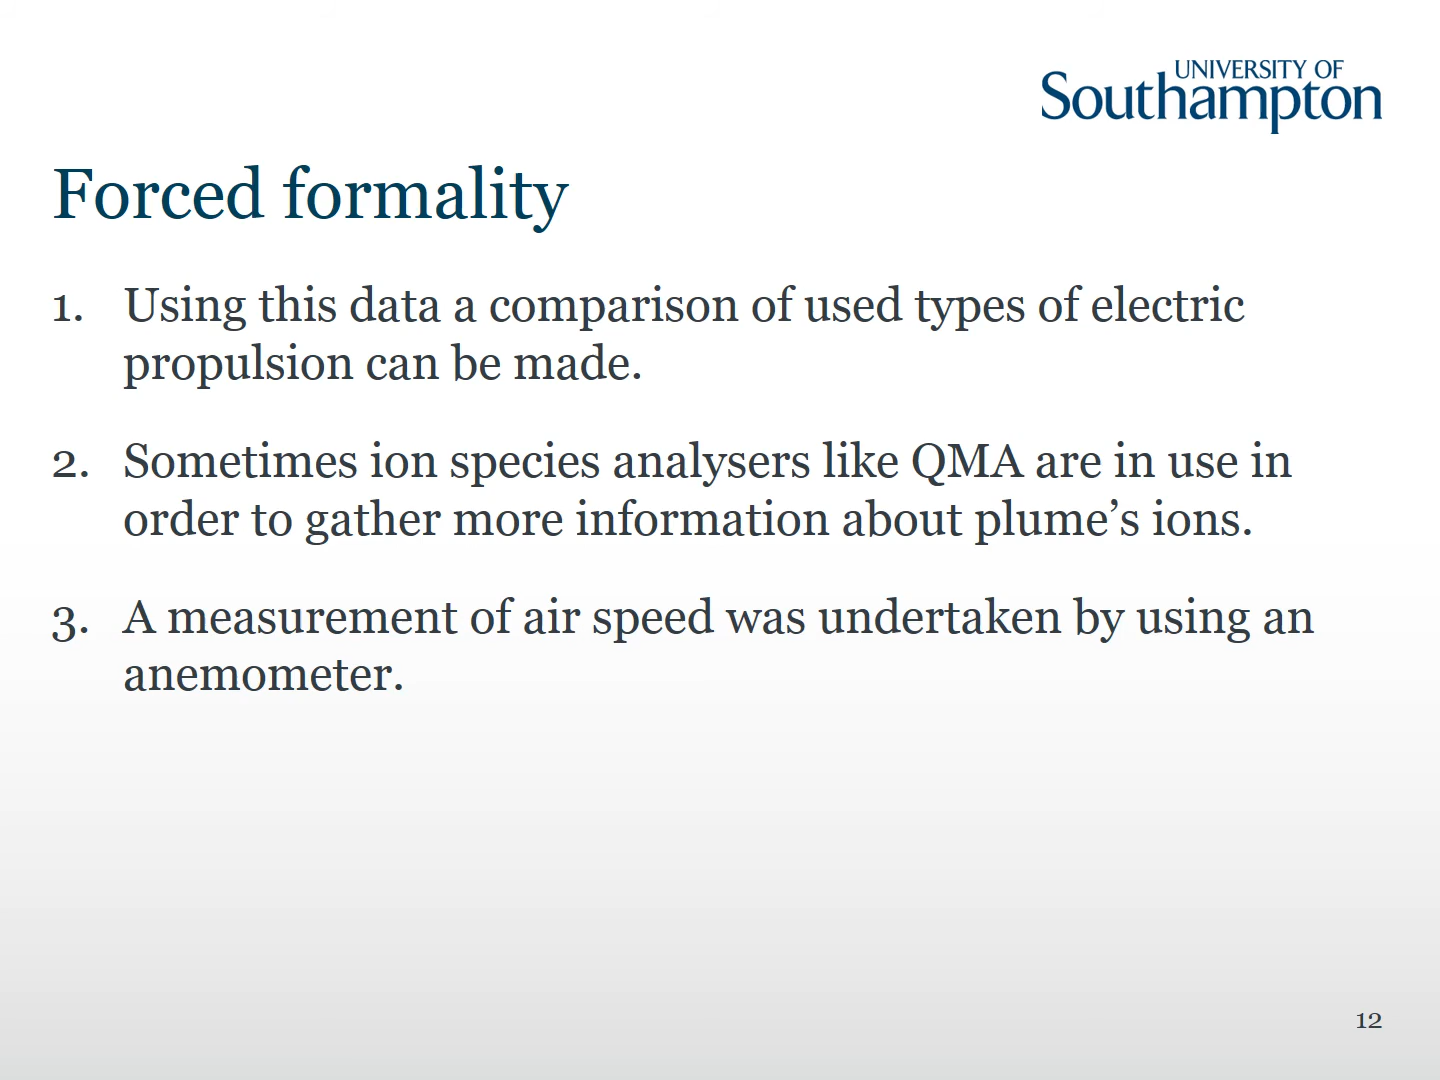 UNIVERSITY OF
Southampton
Forced formality
1. Using this data a comparison of used types of electric
propulsion can be made.
2. Sometimes ion species analysers like QMA are in use in
order to gather more information about plume’s ions.
3. A measurement of air speed was undertaken by using an
anemometer.
12